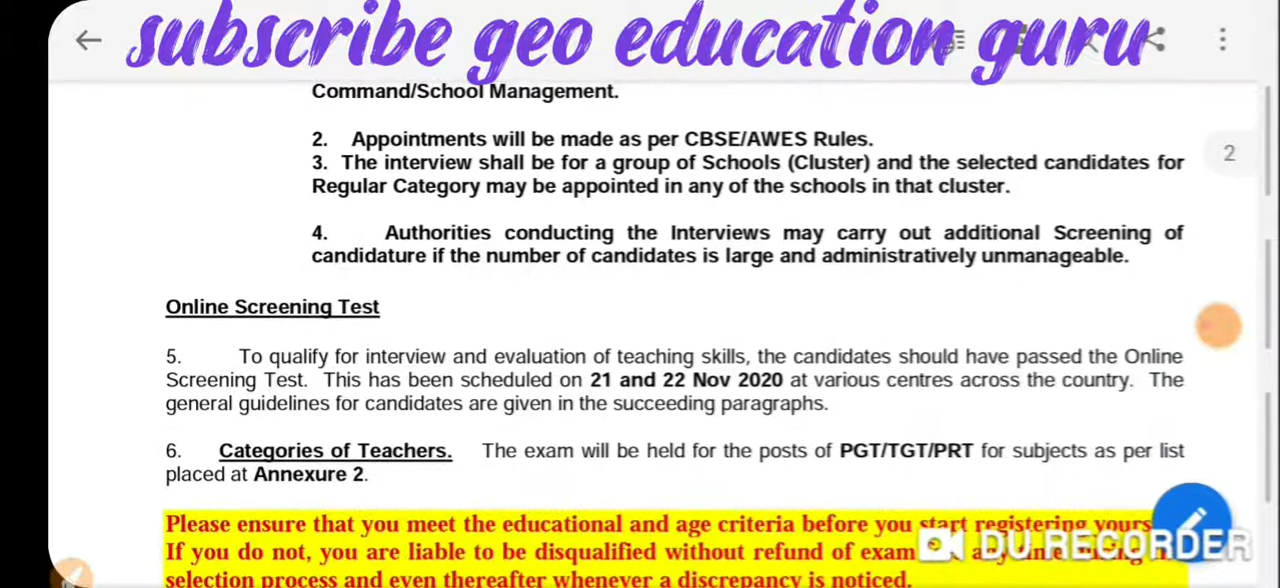 subscribe geo education guru
Command/School Management.
2. Appointments will be made as per CBSE/AWES Rules.
2
3. The interview shall be for a group of Schools (Cluster) and the selected candidates for
Regular Category may be appointed in any of the schools in that cluster.
4. Authorities conducting the Interviews may carry out additional Screening of
candidature if the number of candidates is large and administratively unmanageable.
Online Screening Test
5. To qualify for interview and evaluation of teaching skills, the candidates should have passed the Online
Screening Test. This has been scheduled on 21 and 22 Nov 2020 at various centres across the country. The
general guidelines for candidates are given in the succeeding paragraphs.
6. Categories of Teachers. The exam will be held for the posts of PGT/TGT/PRT for subjects as per list
placed at Annexure 2.
Please ensure that you meet the educational and age criteria before you start registering
If you do not, you are liable to be disqualified without refund of exam
DU RECORDER
selection process and even thereafter whenever a discrepancy is noticed.